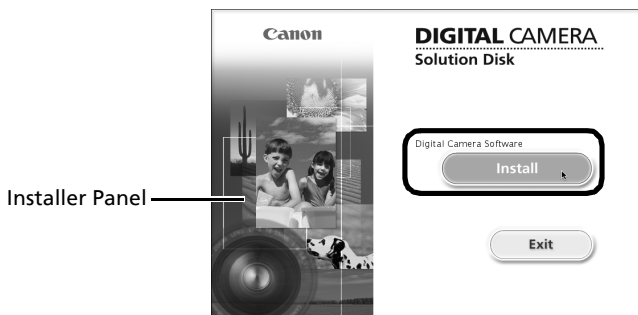 Canon
DIGITAL CAMERA
Solution Disk
Digital Camera Software
Install
Installer Panel
Exit